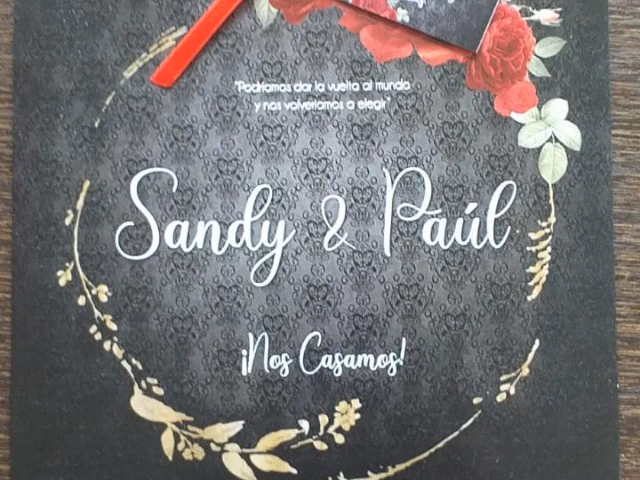 "Podríamos dar la vuelta al mundo
y nos volveríamos a elegir"
Sandy & Paúl
¡Nos Casamos!